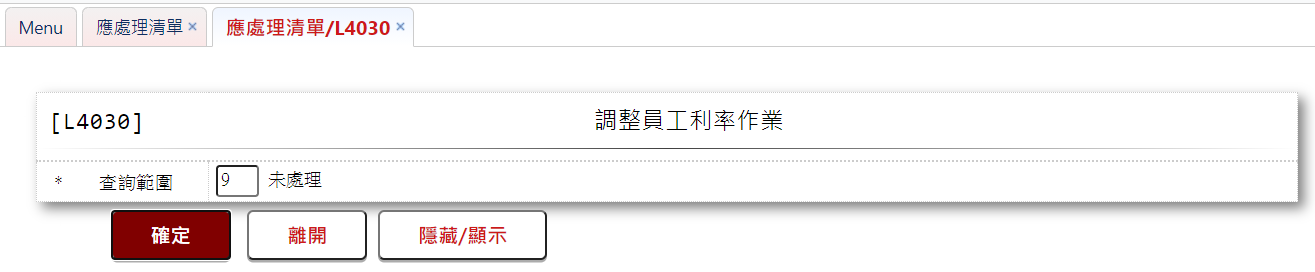 Menu 應處理清單 × 應處理清單/L4030 ×
[L4030] 調整員工利率作業
* 查詢範圍 9 未處理
確定 離開 隱藏/顯示